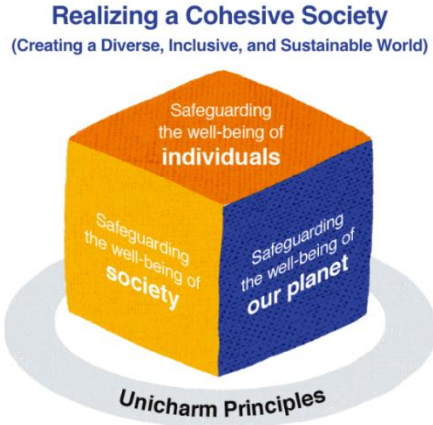 Realizing a Cohesive Society
(Creating a Diverse, Inclusive, and Sustainable World)
Safeguarding
the well-being of
individuals
Safeguarding
the well-being of
society
Safeguarding
the well-being of
our planet
Unicharm Principles